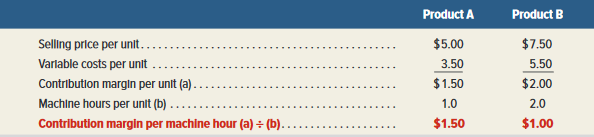 Product A Product B
Selling price per unit. . . . . . . . . . . . . . . . . . . . . . . . . . . . . . . . . . . . . . . . . . . . . $5.00 $7.50
Variable costs per unit . . . . . . . . . . . . . . . . . . . . . . . . . . . . . . . . . . . . . . . . . . . 3.50 5.50
Contribution margin per unit (a). . . . . . . . . . . . . . . . . . . . . . . . . . . . . . . . . . . $1.50 $2.00
Machine hours per unit (b) . . . . . . . . . . . . . . . . . . . . . . . . . . . . . . . . . . . . . . . 1.0 2.0
Contribution margin per machine hour (a) ÷ (b). . . . . . . . . . . . . . . . . . . $1.50 $1.00